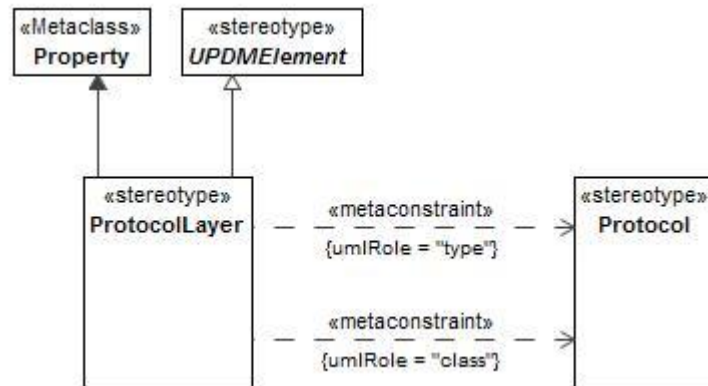 «Metaclass»
Property
«stereotype»
UPDMElement
«stereotype»
ProtocolLayer
«metaconstraint»
{umlRole = "type"}
«metaconstraint»
{umlRole = "class"}
«stereotype»
Protocol